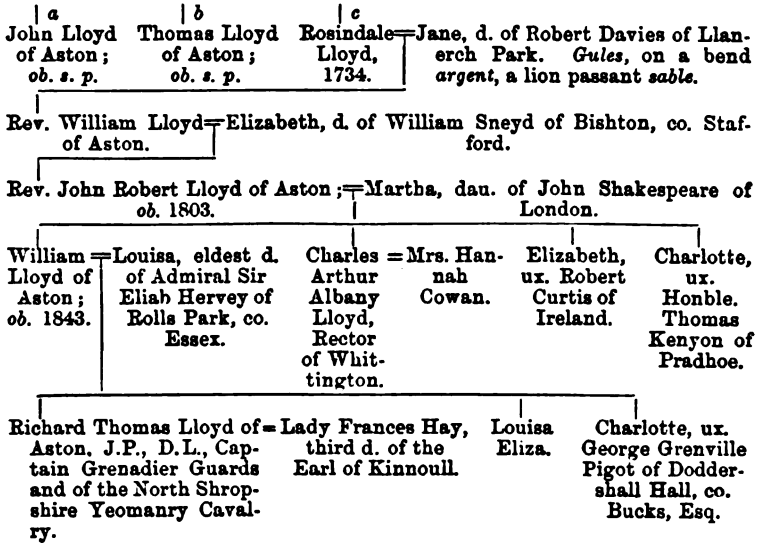 a b c
John Lloyd of Aston; ob. s. p.
Thomas Lloyd of Aston; ob. s. p.
Rosindale Lloyd, 1734.
=Jane, d. of Robert Davies of Llan-
erch Park. Gules, on a bend
argent, a lion passant sable.
Rev. William Lloyd=Elizabeth, d. of William Sneyd of Bishton, co. Staf-
of Aston. ford.
Rev. John Robert Lloyd of Aston;=Martha, dau. of John Shakespeare of
ob. 1803. London.
William
Lloyd of
Aston;
ob. 1843.
=Louisa, eldest d.
of Admiral Sir
Eliab Hervey of
Rolls Park, co.
Essex.
Charles
Arthur
Albany
Lloyd,
Rector
of Whit-
tington.
=Mrs. Han-
nah
Cowan.
Elizabeth,
ux. Robert
Curtis of
Ireland.
Charlotte,
ux.
Honble.
Thomas
Kenyon of
Pradhoe.
Richard Thomas Lloyd of
Aston, J.P., D.L., Cap-
tain Grenadier Guards
and of the North Shrop-
shire Yeomanry Caval-
ry.
=Lady Frances Hay,
third d. of the
Earl of Kinnoull.
Louisa
Eliza.
Charlotte, ux.
George Grenville
Pigot of Dodder-
shall Hall, co.
Bucks, Esq.